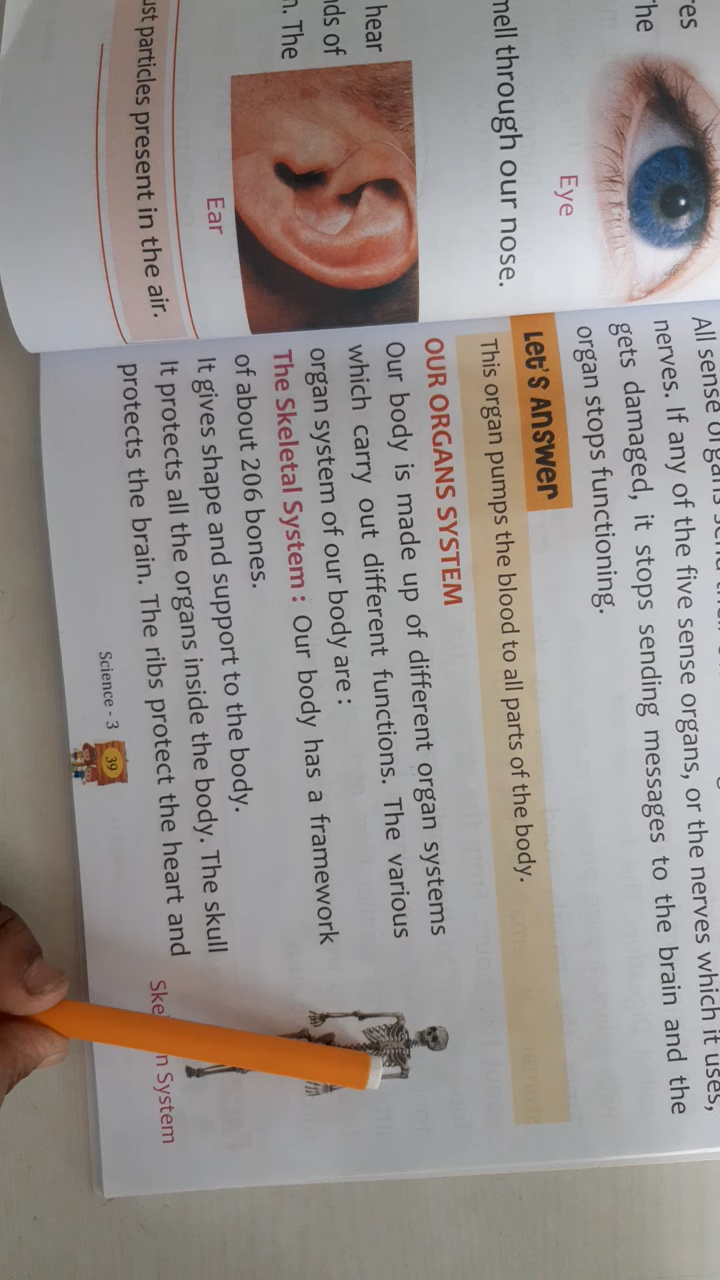 res
The
Eye
mell through our nose.
hear
nds of
n. The
Ear
ust particles present in the air.
nerves. If any of the five sense organs, or the nerves which it uses,
gets damaged, it stops sending messages to the brain and the
organ stops functioning.
Let's Answer
This organ pumps the blood to all parts of the body.
OUR ORGANS SYSTEM
Our body is made up of different organ systems
which carry out different functions. The various
organ system of our body are :
The Skeletal System : Our body has a framework
of about 206 bones.
It gives shape and support to the body.
It protects all the organs inside the body. The skull
protects the brain. The ribs protect the heart and
System
Science - 3 39